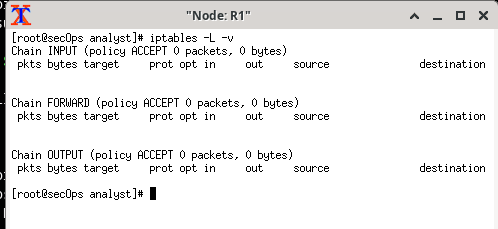 "Node: R1"
[root@secOps analyst]# iptables -L -v
Chain INPUT (policy ACCEPT 0 packets, 0 bytes)
pkts bytes target prot opt in out source destination
Chain FORWARD (policy ACCEPT 0 packets, 0 bytes)
pkts bytes target prot opt in out source destination
Chain OUTPUT (policy ACCEPT 0 packets, 0 bytes)
pkts bytes target prot opt in out source destination
[root@secOps analyst]#